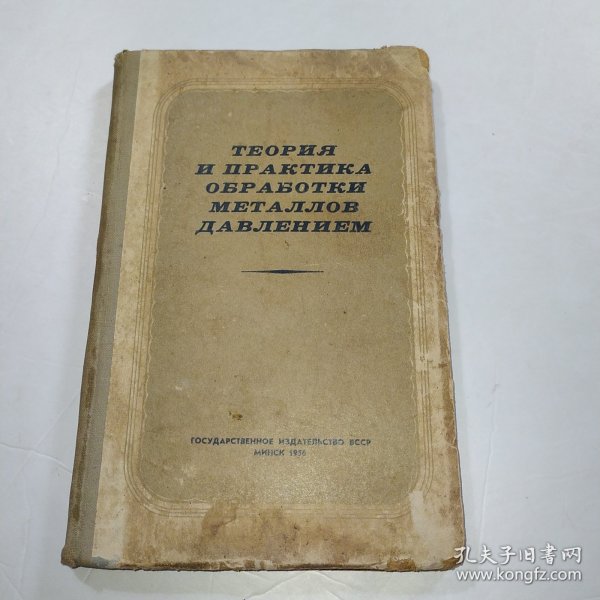 ТЕОРИЯ
И ПРАКТИКА
ОБРАБОТКИ
МЕТАЛЛОВ
ДАВЛЕНИЕМ
ГОСУДАРСТВЕННОЕ ИЗДАТЕЛЬСТВО БССР
МИНСК 1956
孔夫子旧书网
www.kongfz.com